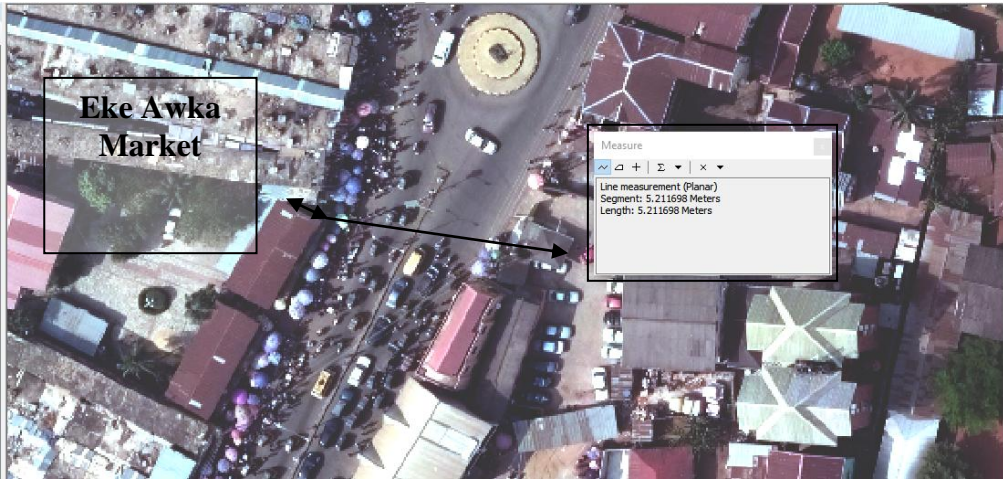 Eke Awka
Market
Measure
Line measurement (Planar)
Segment: 5.211698 Meters
Length: 5.211698 Meters